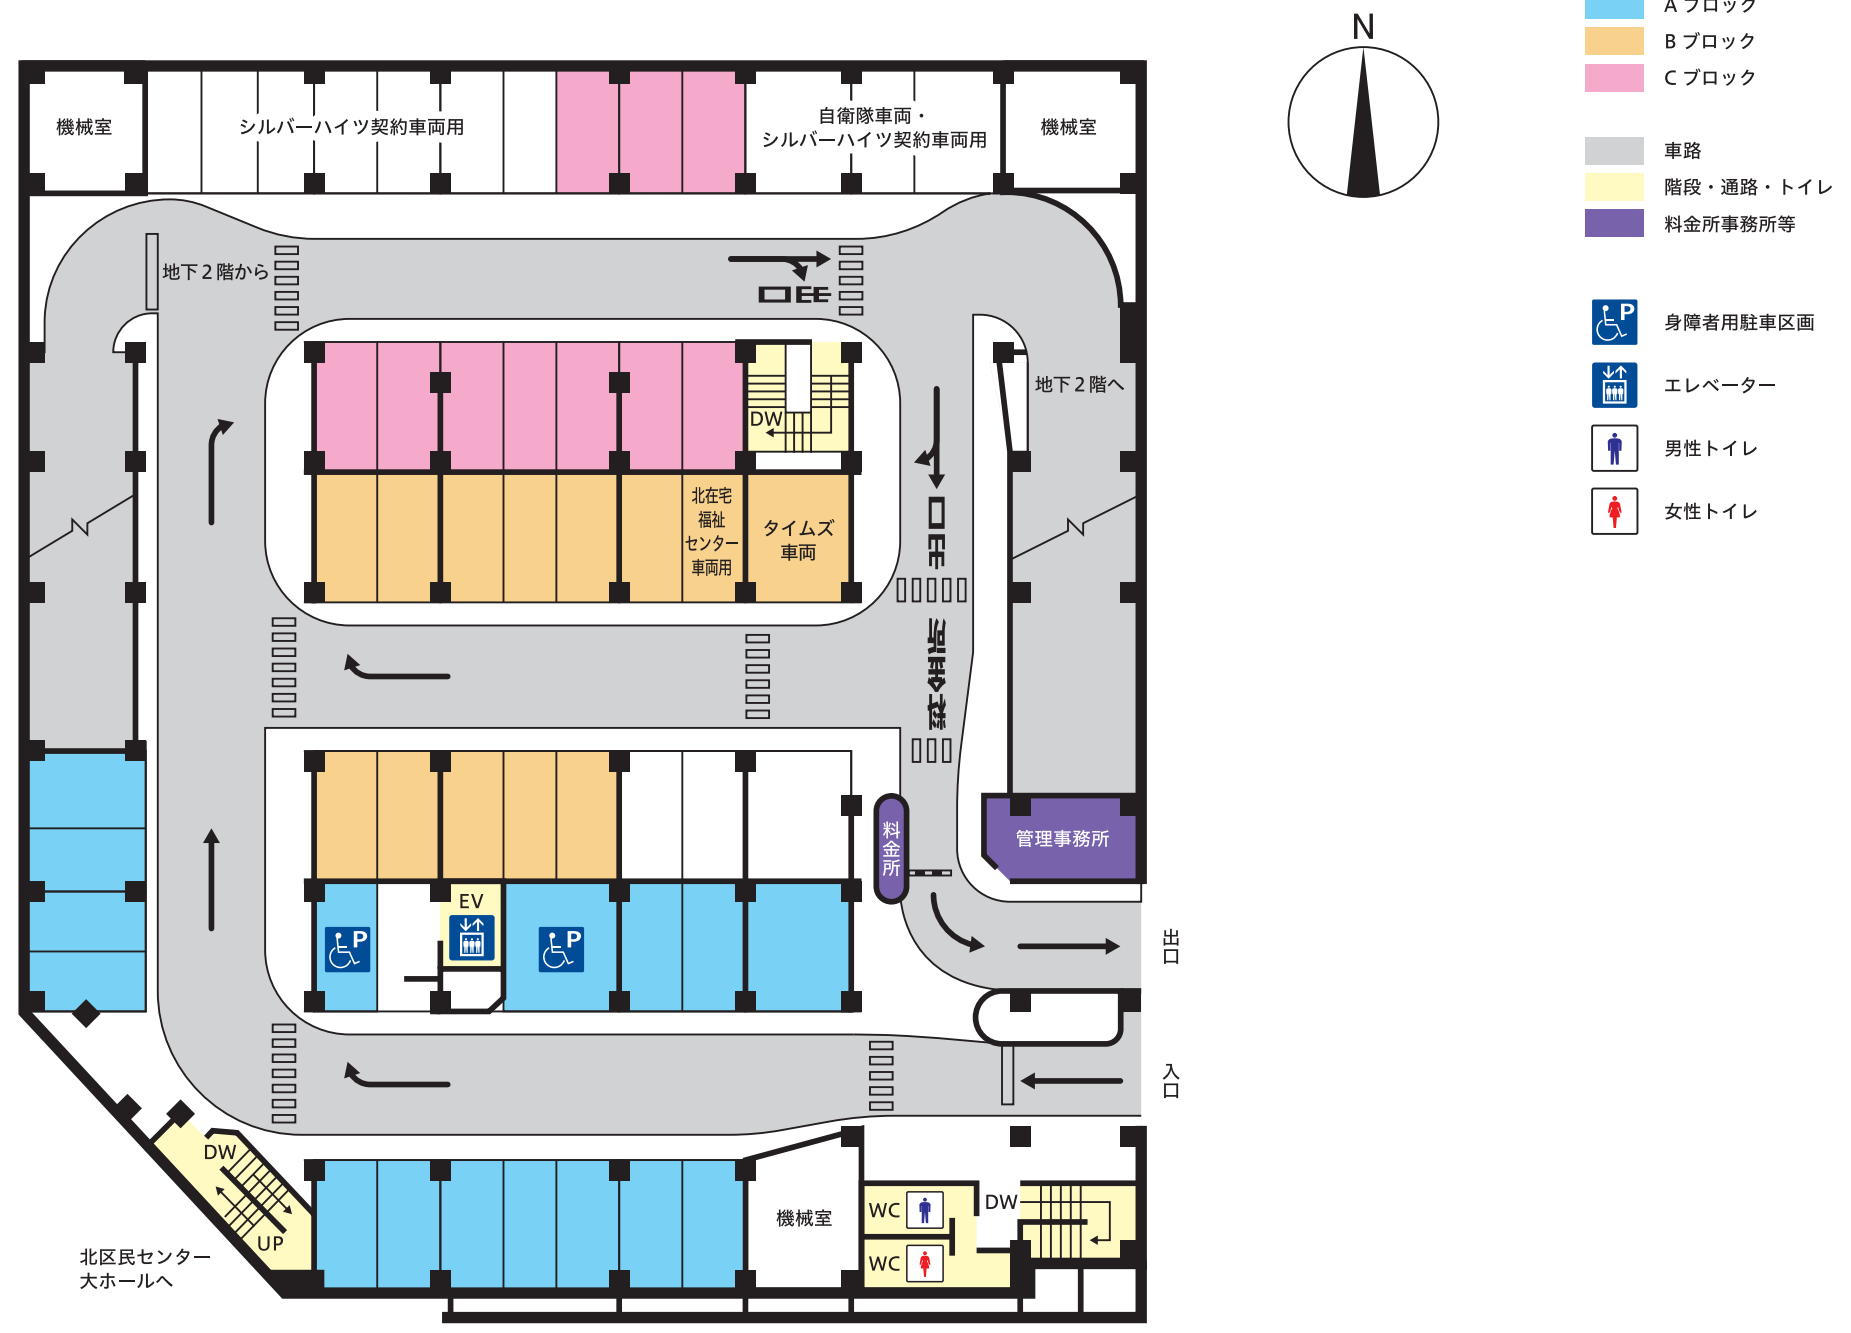 N
A ブロック
B ブロック
C ブロック
車路
階段・通路・トイレ
料金所事務所等
P
身障者用駐車区画
エレベーター
男性トイレ
女性トイレ
機械室
シルバーハイツ契約車両用
自衛隊車両・
シルバーハイツ契約車両用
機械室
地下2階から
出口
地下2階へ
DW
北在宅
福祉
センター
車両用
タイムズ
車両
出口
料金所
管理事務所
EV
P
P
出口
入口
DW
UP
機械室
WC
DW
WC
北区民センター
大ホールへ